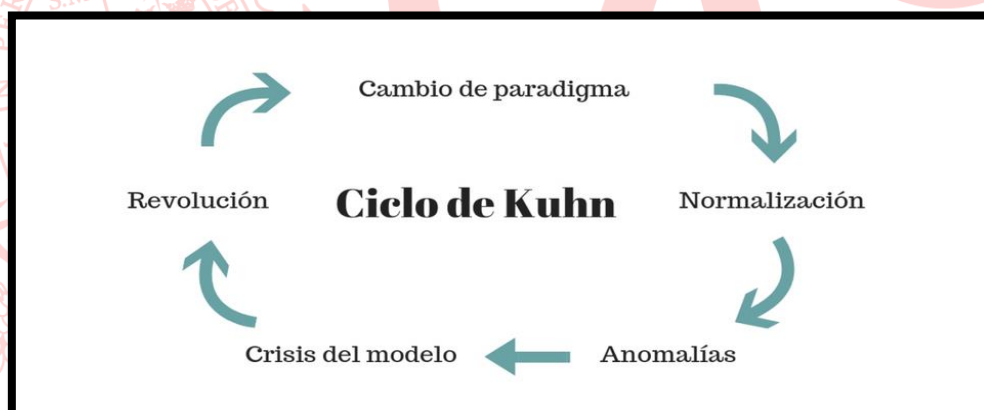 Cambio de paradigma
Revolución
Ciclo de Kuhn
Normalización
Crisis del modelo
Anomalías